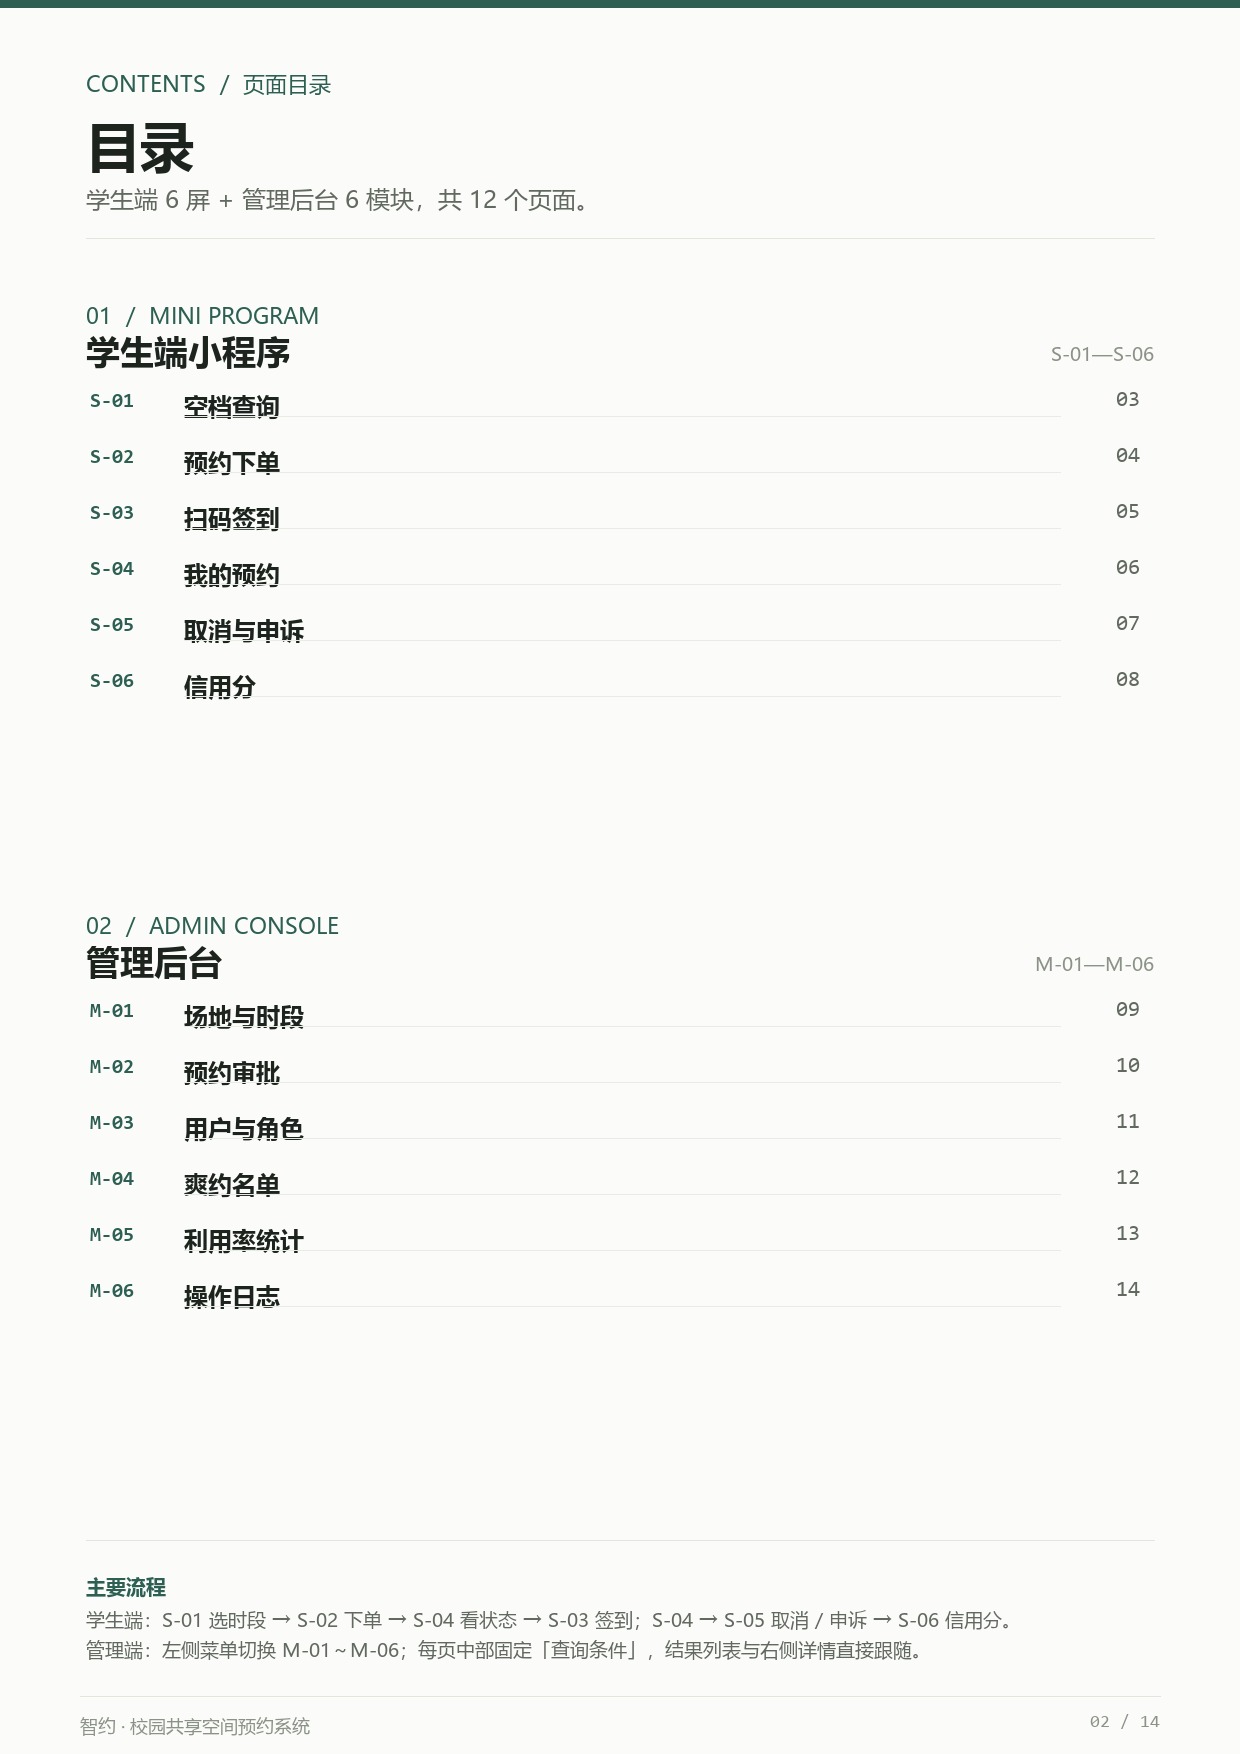 CONTENTS / 页面目录
目录
学生端 6 屏 + 管理后台 6 模块，共 12 个页面。
01 / MINI PROGRAM
学生端小程序 S-01—S-06
S-01 空档查询 03
S-02 预约下单 04
S-03 扫码签到 05
S-04 我的预约 06
S-05 取消与申诉 07
S-06 信用分 08
02 / ADMIN CONSOLE
管理后台 M-01—M-06
M-01 场地与时段 09
M-02 预约审批 10
M-03 用户与角色 11
M-04 爽约名单 12
M-05 利用率统计 13
M-06 操作日志 14
主要流程
学生端：S-01 选时段 → S-02 下单 → S-04 看状态 → S-03 签到；S-04 → S-05 取消 / 申诉 → S-06 信用分。
管理端：左侧菜单切换 M-01 ~ M-06；每页中部固定「查询条件」，结果列表与右侧详情直接跟随。
智约 · 校园共享空间预约系统 02 / 14